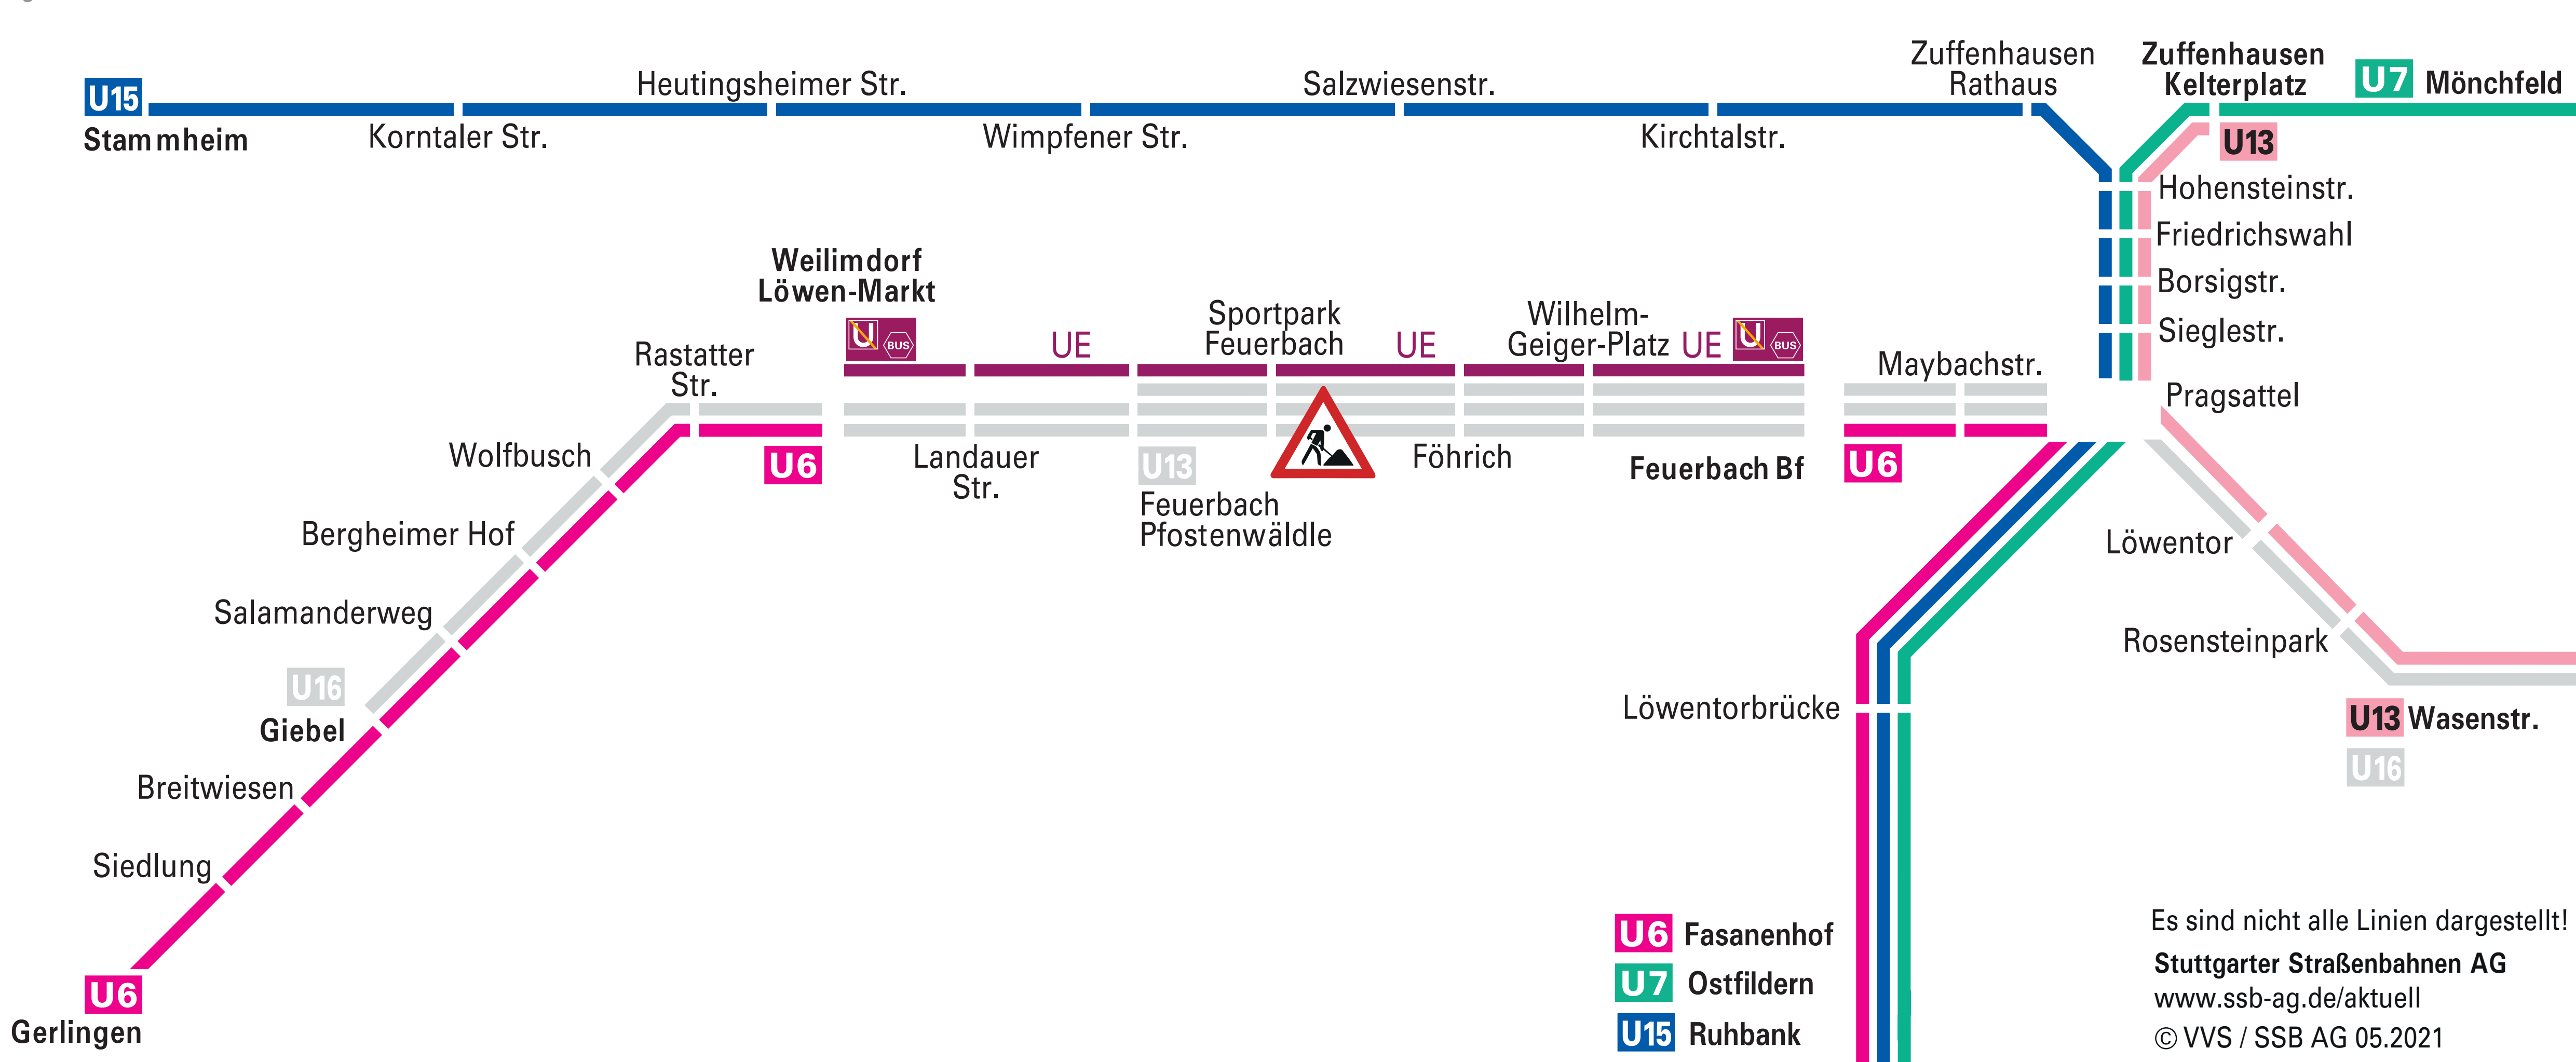 U15
Stammheim
Korntaler Str.
Heutingsheimer Str.
Wimpfener Str.
Salzwiesenstr.
Kirchtalstr.
Zuffenhausen
Rathaus
Zuffenhausen
Kelterplatz
U7 Mönchfeld
U13
Hohensteinstr.
Friedrichswahl
Borsigstr.
Sieglestr.
Pragsattel
Weilimdorf
Löwen-Markt
U BUS
UE
Sportpark
Feuerbach
UE
Wilhelm-
Geiger-Platz
UE
U BUS
Maybachstr.
Rastatter
Str.
U6
Landauer
Str.
U13
Feuerbach
Pfostenwäldle
Föhrich
Feuerbach Bf
U6
Wolfbusch
Bergheimer Hof
Salamanderweg
U16
Giebel
Breitwiesen
Siedlung
U6
Gerlingen
Löwentor
Rosensteinpark
Löwentorbrücke
U13 Wasenstr.
U16
U6 Fasanenhof
U7 Ostfildern
U15 Ruhbank
Es sind nicht alle Linien dargestellt!
Stuttgarter Straßenbahnen AG
www.ssb-ag.de/aktuell
© VVS / SSB AG 05.2021